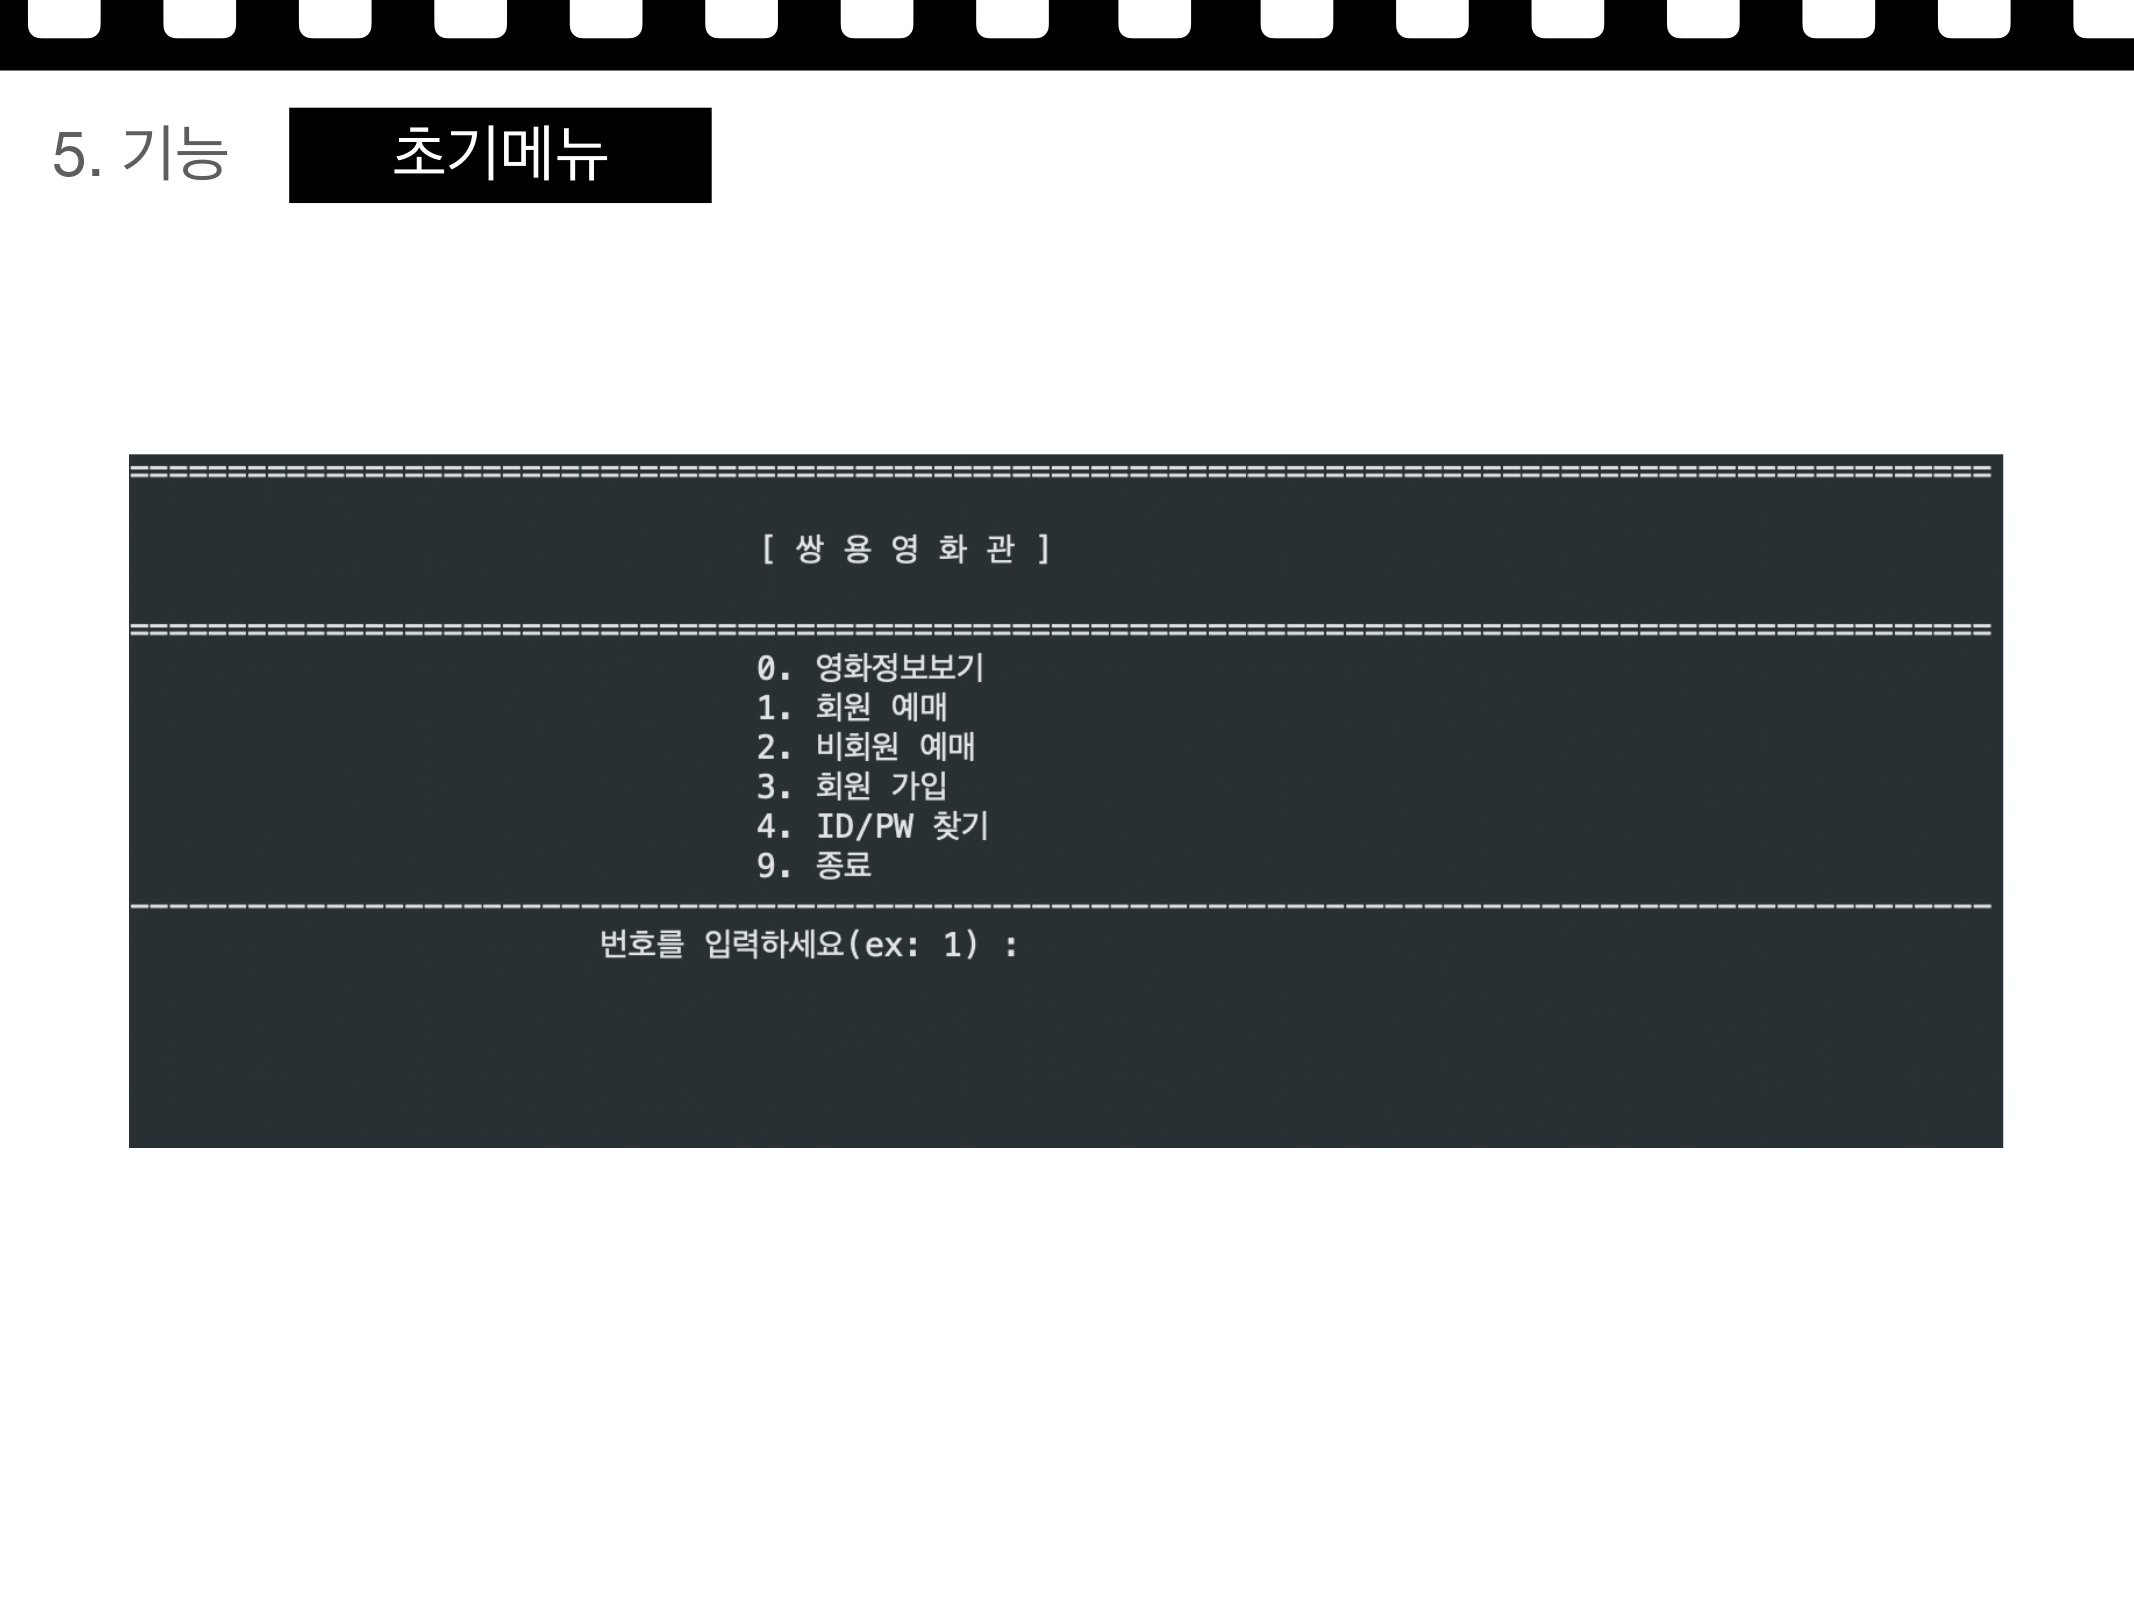 5. 기능 초기메뉴
===============================================================================================
[ 쌍 용 영 화 관 ]
===============================================================================================
0. 영화정보보기
1. 회원 예매
2. 비회원 예매
3. 회원 가입
4. ID/PW 찾기
9. 종료
-----------------------------------------------------------------------------------------------
번호를 입력하세요(ex: 1) :